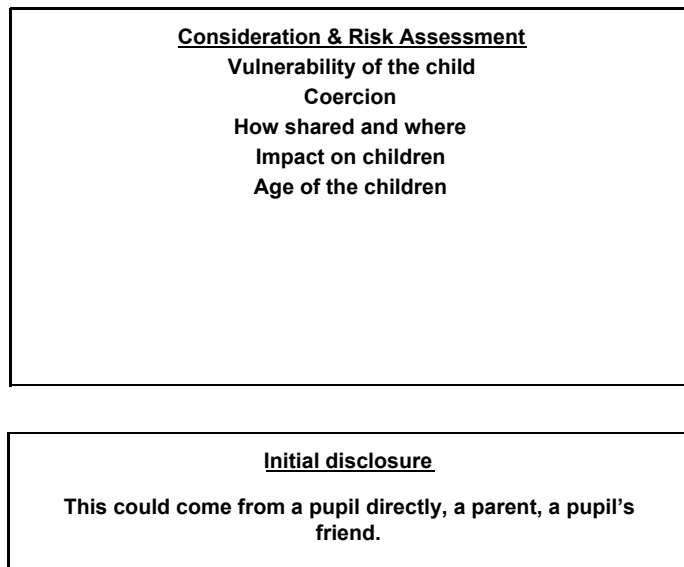 Consideration & Risk Assessment
Vulnerability of the child
Coercion
How shared and where
Impact on children
Age of the children
Initial disclosure
This could come from a pupil directly, a parent, a pupil’s
friend.